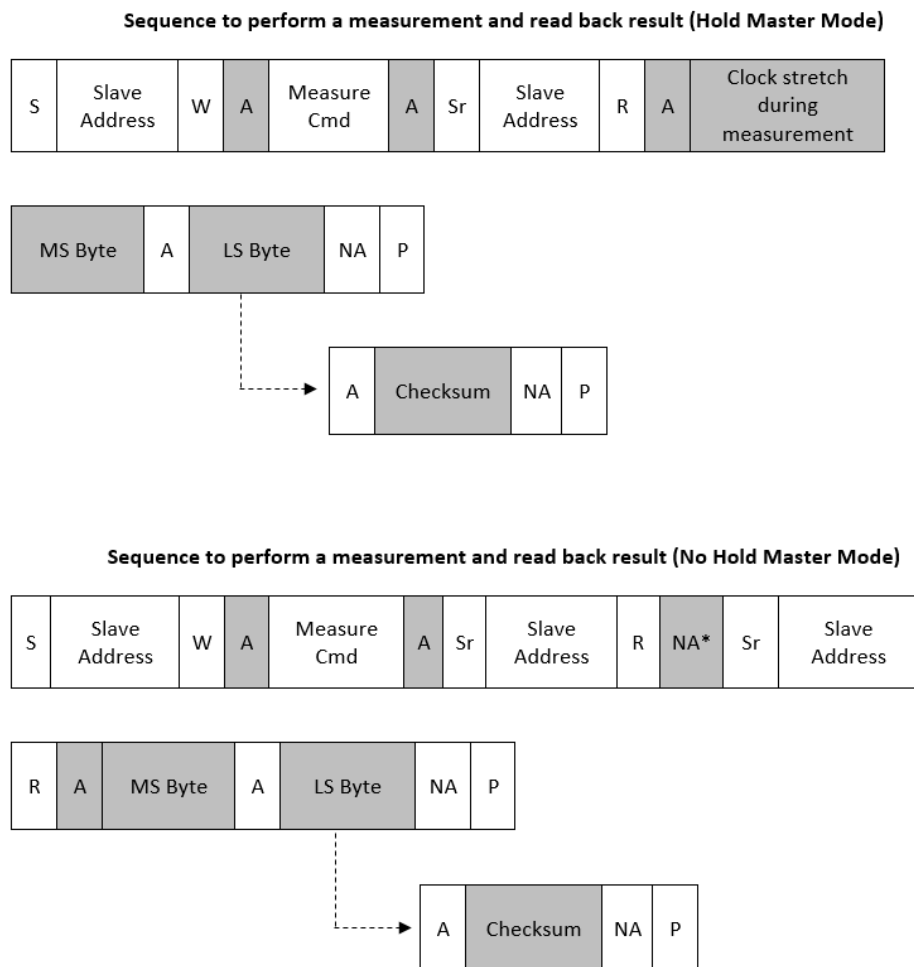 Sequence to perform a measurement and read back result (Hold Master Mode)
S Slave Address W A Measure Cmd A Sr Slave Address R A Clock stretch during measurement
MS Byte A LS Byte NA P
A Checksum NA P
Sequence to perform a measurement and read back result (No Hold Master Mode)
S Slave Address W A Measure Cmd A Sr Slave Address R NA* Sr Slave Address
R A MS Byte A LS Byte NA P
A Checksum NA P